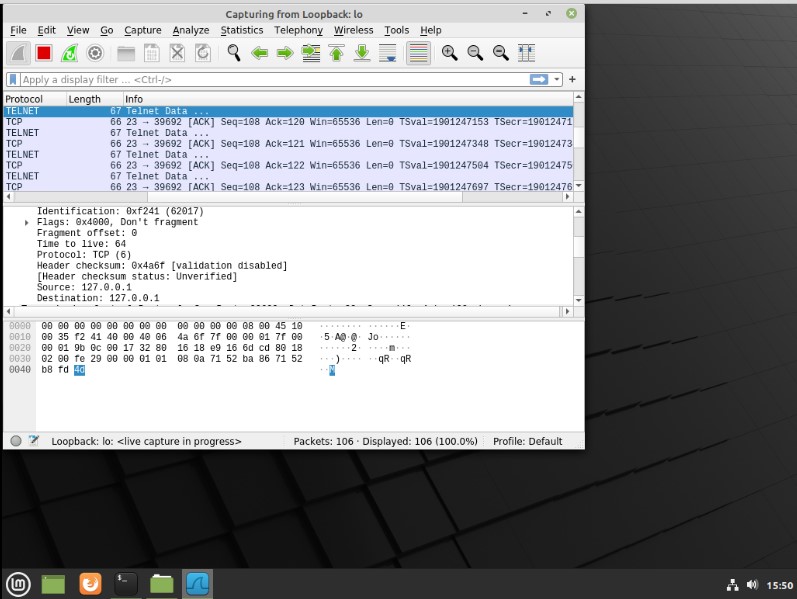 Capturing from Loopback: lo
File Edit View Go Capture Analyze Statistics Telephony Wireless Tools Help
Apply a display filter ... <Ctrl-/>
Protocol Length Info
TELNET 67 Telnet Data ...
TCP 66 23 → 39692 [ACK] Seq=108 Ack=120 Win=65536 Len=0 TSval=1901247153 TSecr=19012471
TELNET 67 Telnet Data ...
TCP 66 23 → 39692 [ACK] Seq=108 Ack=121 Win=65536 Len=0 TSval=1901247348 TSecr=19012473
TELNET 67 Telnet Data ...
TCP 66 23 → 39692 [ACK] Seq=108 Ack=122 Win=65536 Len=0 TSval=1901247504 TSecr=19012475
TELNET 67 Telnet Data ...
TCP 66 23 → 39692 [ACK] Seq=108 Ack=123 Win=65536 Len=0 TSval=1901247697 TSecr=19012476
Identification: 0xf241 (62017)
Flags: 0x4000, Don't fragment
Fragment offset: 0
Time to live: 64
Protocol: TCP (6)
Header checksum: 0x4a6f [validation disabled]
[Header checksum status: Unverified]
Source: 127.0.0.1
Destination: 127.0.0.1
0000 00 00 00 00 00 00 00 00 00 00 00 00 08 00 45 10 ········ ······E·
0010 00 35 f2 41 40 00 40 06 4a 6f 7f 00 00 01 7f 00 ·5·A@·@· Jo······
0020 00 01 9b 0c 00 17 32 80 16 18 e9 16 6d cd 80 18 ······2· ····m···
0030 02 00 fe 29 00 00 01 01 08 0a 71 52 ba 86 71 52 ···)···· ··qR··qR
0040 b8 fd 4d ··M
Loopback: lo: <live capture in progress> Packets: 106 · Displayed: 106 (100.0%) Profile: Default
15:50